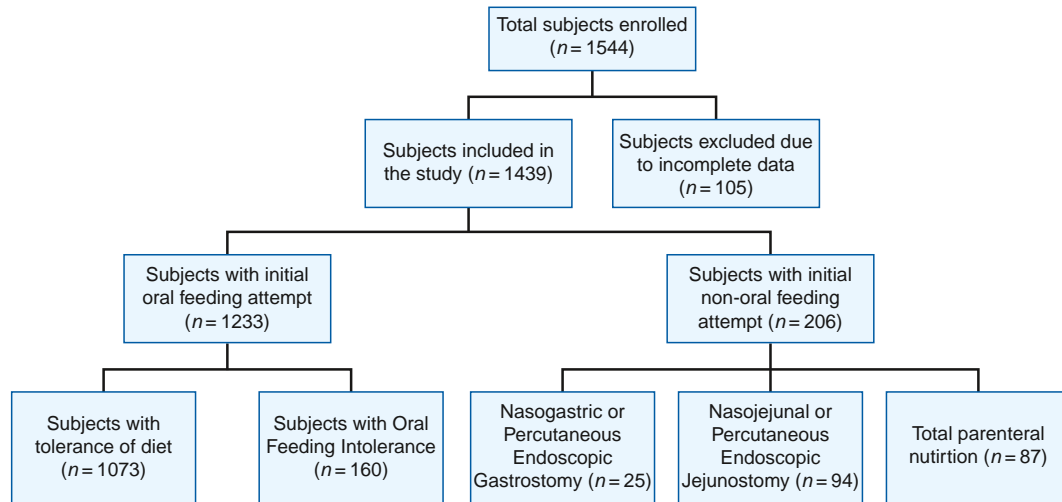 Total subjects enrolled
(n = 1544)
Subjects included in
the study (n = 1439)
Subjects excluded due
to incomplete data
(n = 105)
Subjects with initial
oral feeding attempt
(n = 1233)
Subjects with initial
non-oral feeding
attempt (n = 206)
Subjects with
tolerance of diet
(n = 1073)
Subjects with Oral
Feeding Intolerance
(n = 160)
Nasogastric or
Percutaneous
Endoscopic
Gastrostomy (n = 25)
Nasojejunal or
Percutaneous
Endoscopic
Jejunostomy (n = 94)
Total parenteral
nutirtion (n = 87)